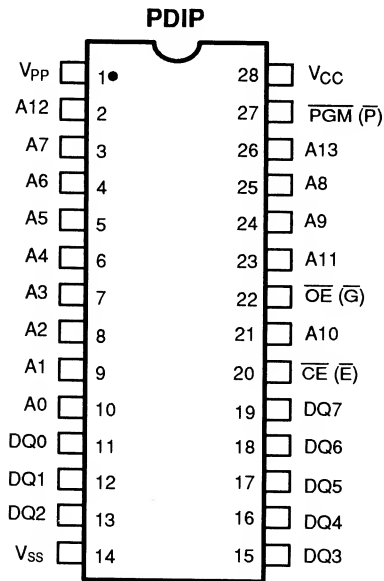 PDIP
VPP 1 28 VCC
A12 2 27 PGM (P)
A7 3 26 A13
A6 4 25 A8
A5 5 24 A9
A4 6 23 A11
A3 7 22 OE (G)
A2 8 21 A10
A1 9 20 CE (E)
A0 10 19 DQ7
DQ0 11 18 DQ6
DQ1 12 17 DQ5
DQ2 13 16 DQ4
VSS 14 15 DQ3